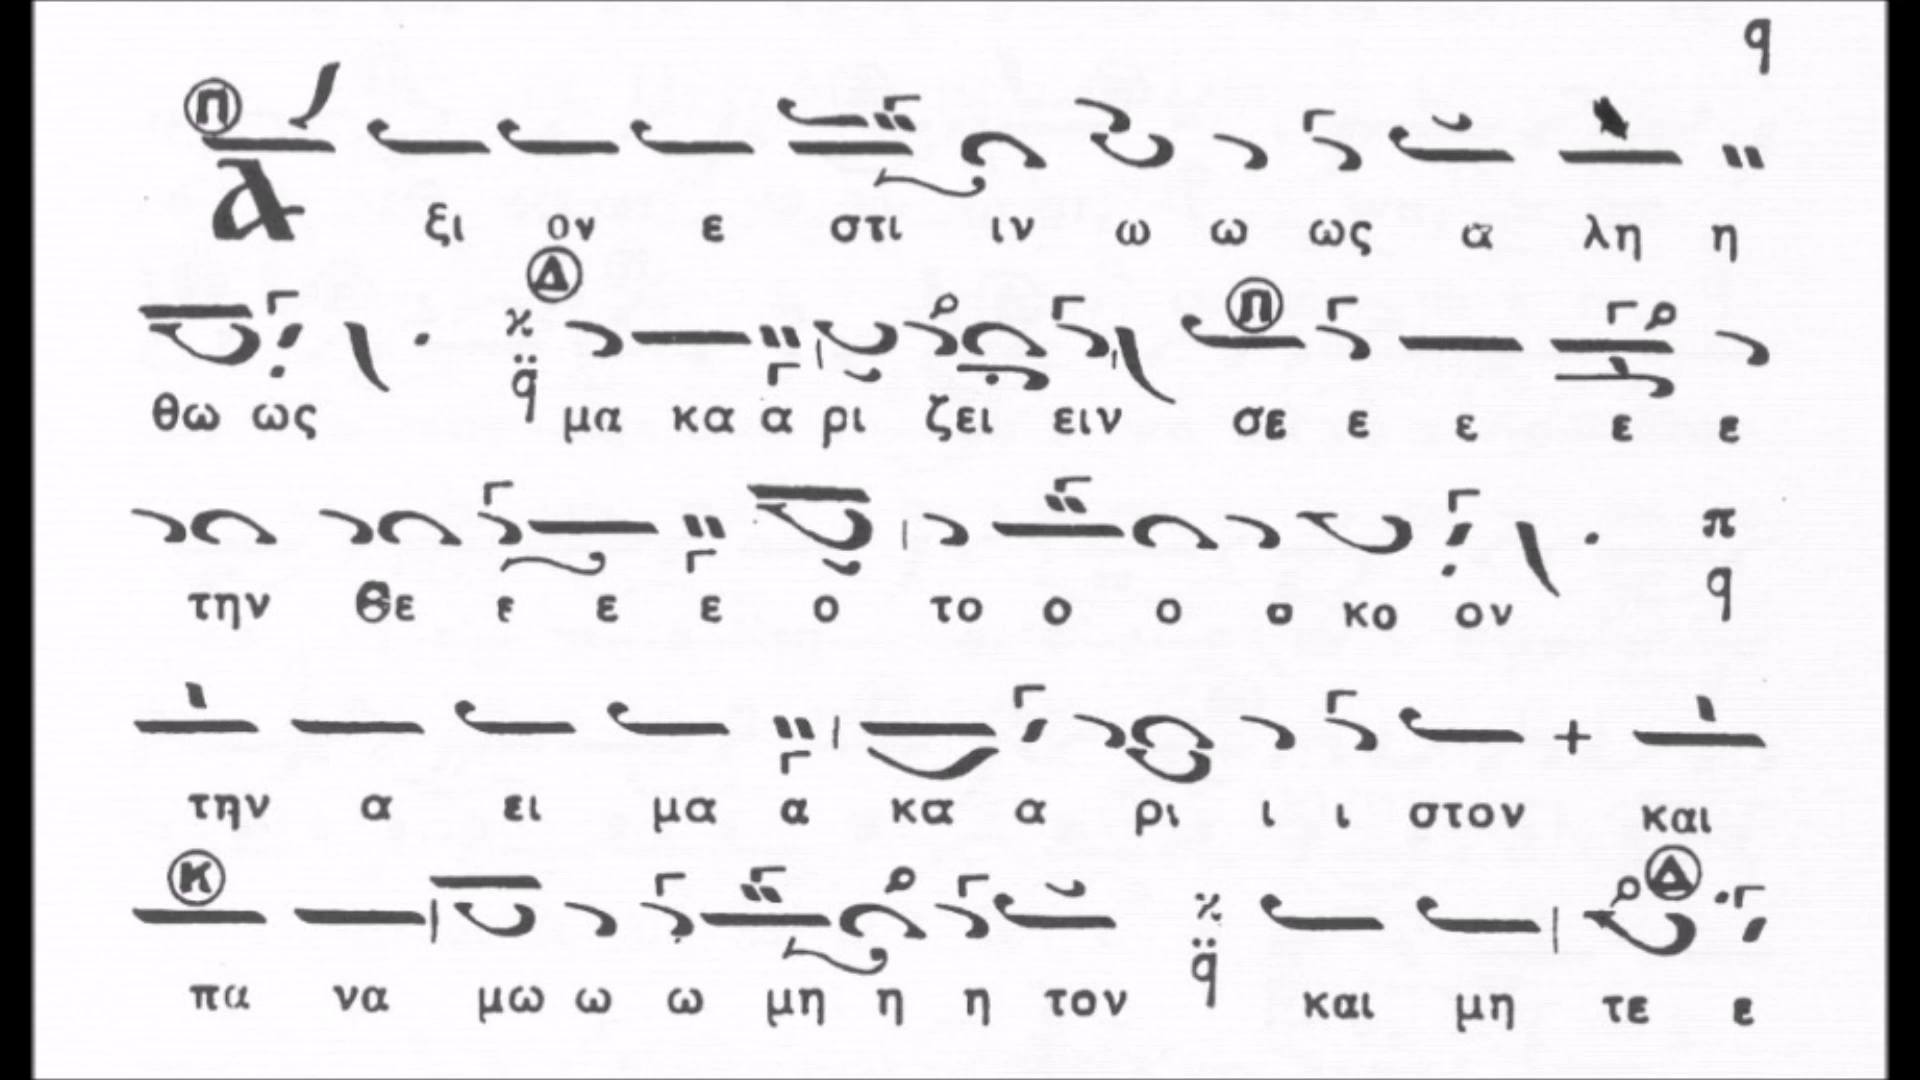 ϥ
Π
α ξι ον ε στι ιν ω ω ως α λη η
Δ Π
θω ως ϥ μα κα α ρι ζει ειν σε ε ε ε ε
την Θε ε ε ε ο το ο ο ο κο ον π ϥ
την α ει μα α κα α ρι ι ι στον + και
Κ Δ
πα να μω ω ω μη η η τον ϥ και μη τε ε